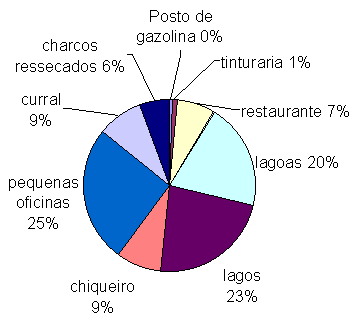 Posto de
gazolina 0%
tinturaria 1%
restaurante 7%
lagoas 20%
lagos
23%
chiqueiro
9%
pequenas
oficinas
25%
curral
9%
charcos
ressecados 6%